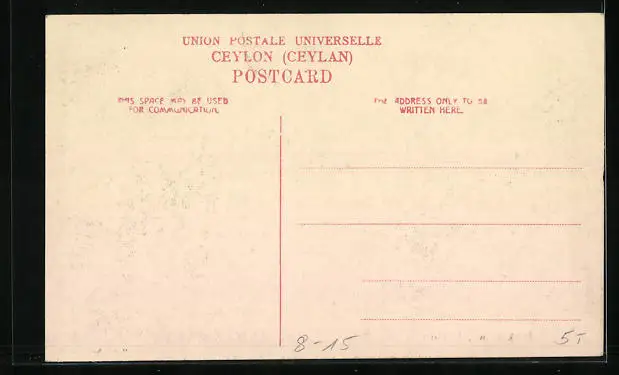 UNION POSTALE UNIVERSELLE
CEYLON (CEYLAN)
POSTCARD
THIS SPACE MAY BE USED
FOR COMMUNICATION.
THE ADDRESS ONLY TO BE
WRITTEN HERE.
8-15
5T